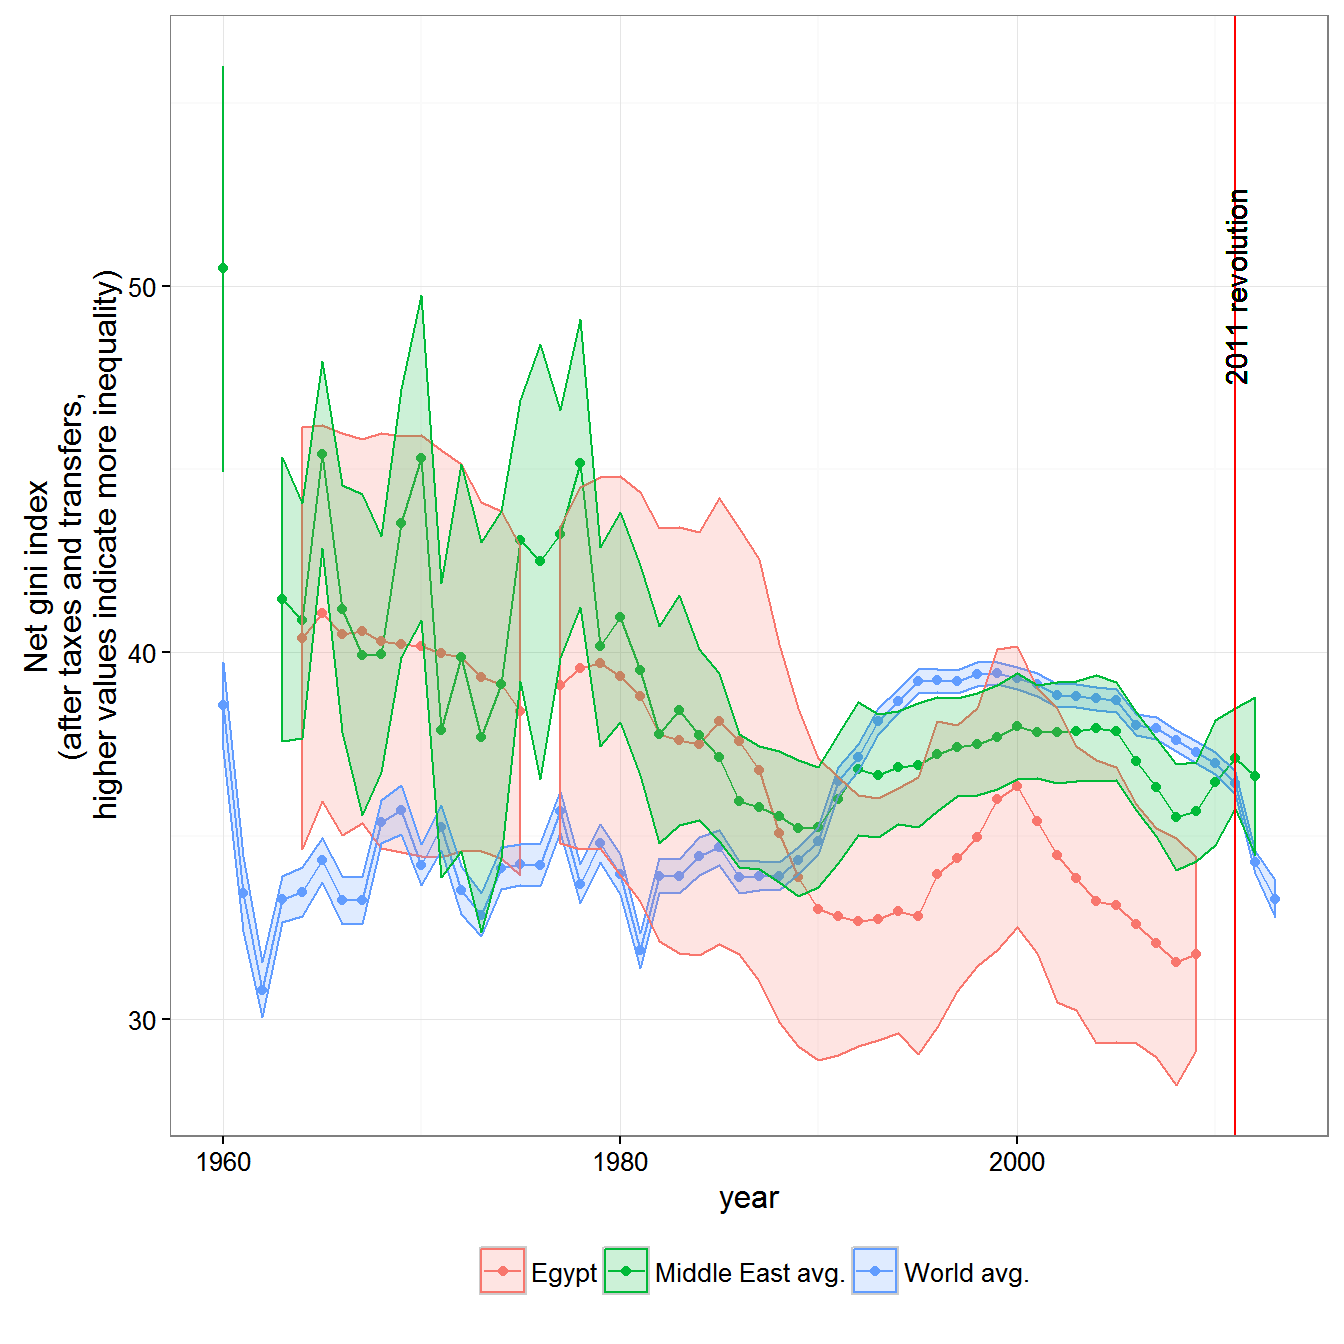 Net gini index
(after taxes and transfers,
higher values indicate more inequality)
50
40
30
2011 revolution
1960
1980
2000
year
Egypt
Middle East avg.
World avg.